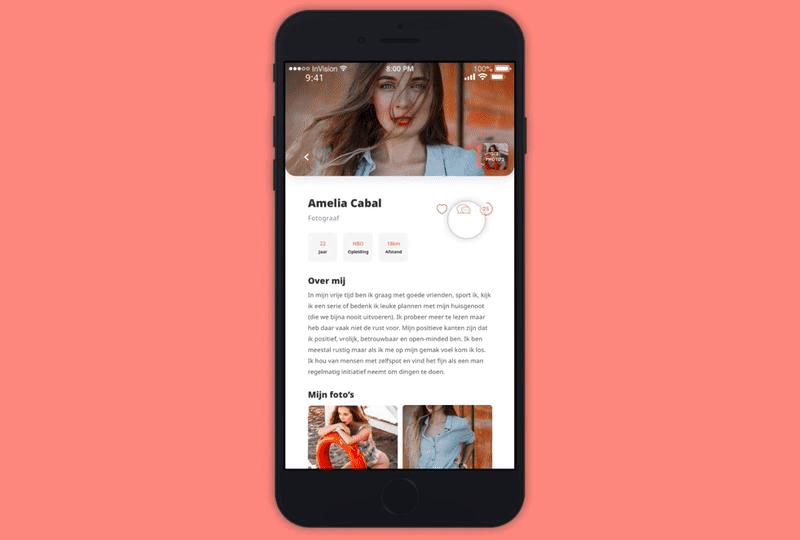 InVision
8:00 PM
100%
9:41
PHOTO'S
Amelia Cabal
Fotograaf
25
22
HBO
18km
Jaar
Opleiding
Afstand
Over mij
In mijn vrije tijd ben ik graag met goede vrienden, sport ik, kijk
ik een serie of bedenk ik leuke plannen met mijn huisgenoot
(die we bijna nooit uitvoeren). Ik probeer meer te lezen maar
heb daar vaak niet de rust voor. Mijn positieve kanten zijn dat
ik positief, vrolijk, betrouwbaar en open-minded ben. Ik ben
meestal rustig maar als ik me op mijn gemak voel kom ik los.
Ik hou van mensen met zelfspot en vind het fijn als een man
regelmatig initiatief neemt om dingen te doen.
Mijn foto's